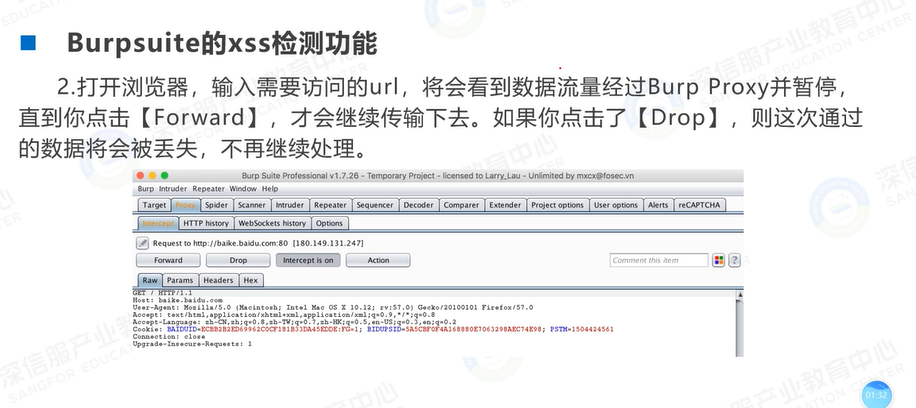 Burpsuite的xss检测功能
2.打开浏览器，输入需要访问的url，将会看到数据流量经过Burp Proxy并暂停，
直到你点击【Forward】，才会继续传输下去。如果你点击了【Drop】，则这次通过
的数据将会被丢失，不再继续处理。
Burp Suite Professional v1.7.26 - Temporary Project - licensed to Larry_Lau - Unlimited by mxcx@fosec.vn
Burp Intruder Repeater Window Help
Target Proxy Spider Scanner Intruder Repeater Sequencer Decoder Comparer Extender Project options User options Alerts reCAPTCHA
Intercept HTTP history WebSockets history Options
Request to http://baike.baidu.com:80 [180.149.131.247]
Forward Drop Intercept is on Action Comment this item ?
Raw Params Headers Hex
GET / HTTP/1.1
Host: baike.baidu.com
User-Agent: Mozilla/5.0 (Macintosh; Intel Mac OS X 10.12; rv:57.0) Gecko/20100101 Firefox/57.0
Accept: text/html,application/xhtml+xml,application/xml;q=0.9,*/*;q=0.8
Accept-Language: zh-CN,zh;q=0.8,zh-TW;q=0.7,zh-HK;q=0.5,en-US;q=0.3,en;q=0.2
Cookie: BAIDUID=ECBB2B2ED69962C0CF181B33DA45EDDE:FG=1; BIDUPSID=5A5CBF0F4A168880E7063298AEC74E98; PSTM=1504424561
Connection: close
Upgrade-Insecure-Requests: 1
深信服产业教育中心
SANGFOR EDUCATION CENTER
01:32